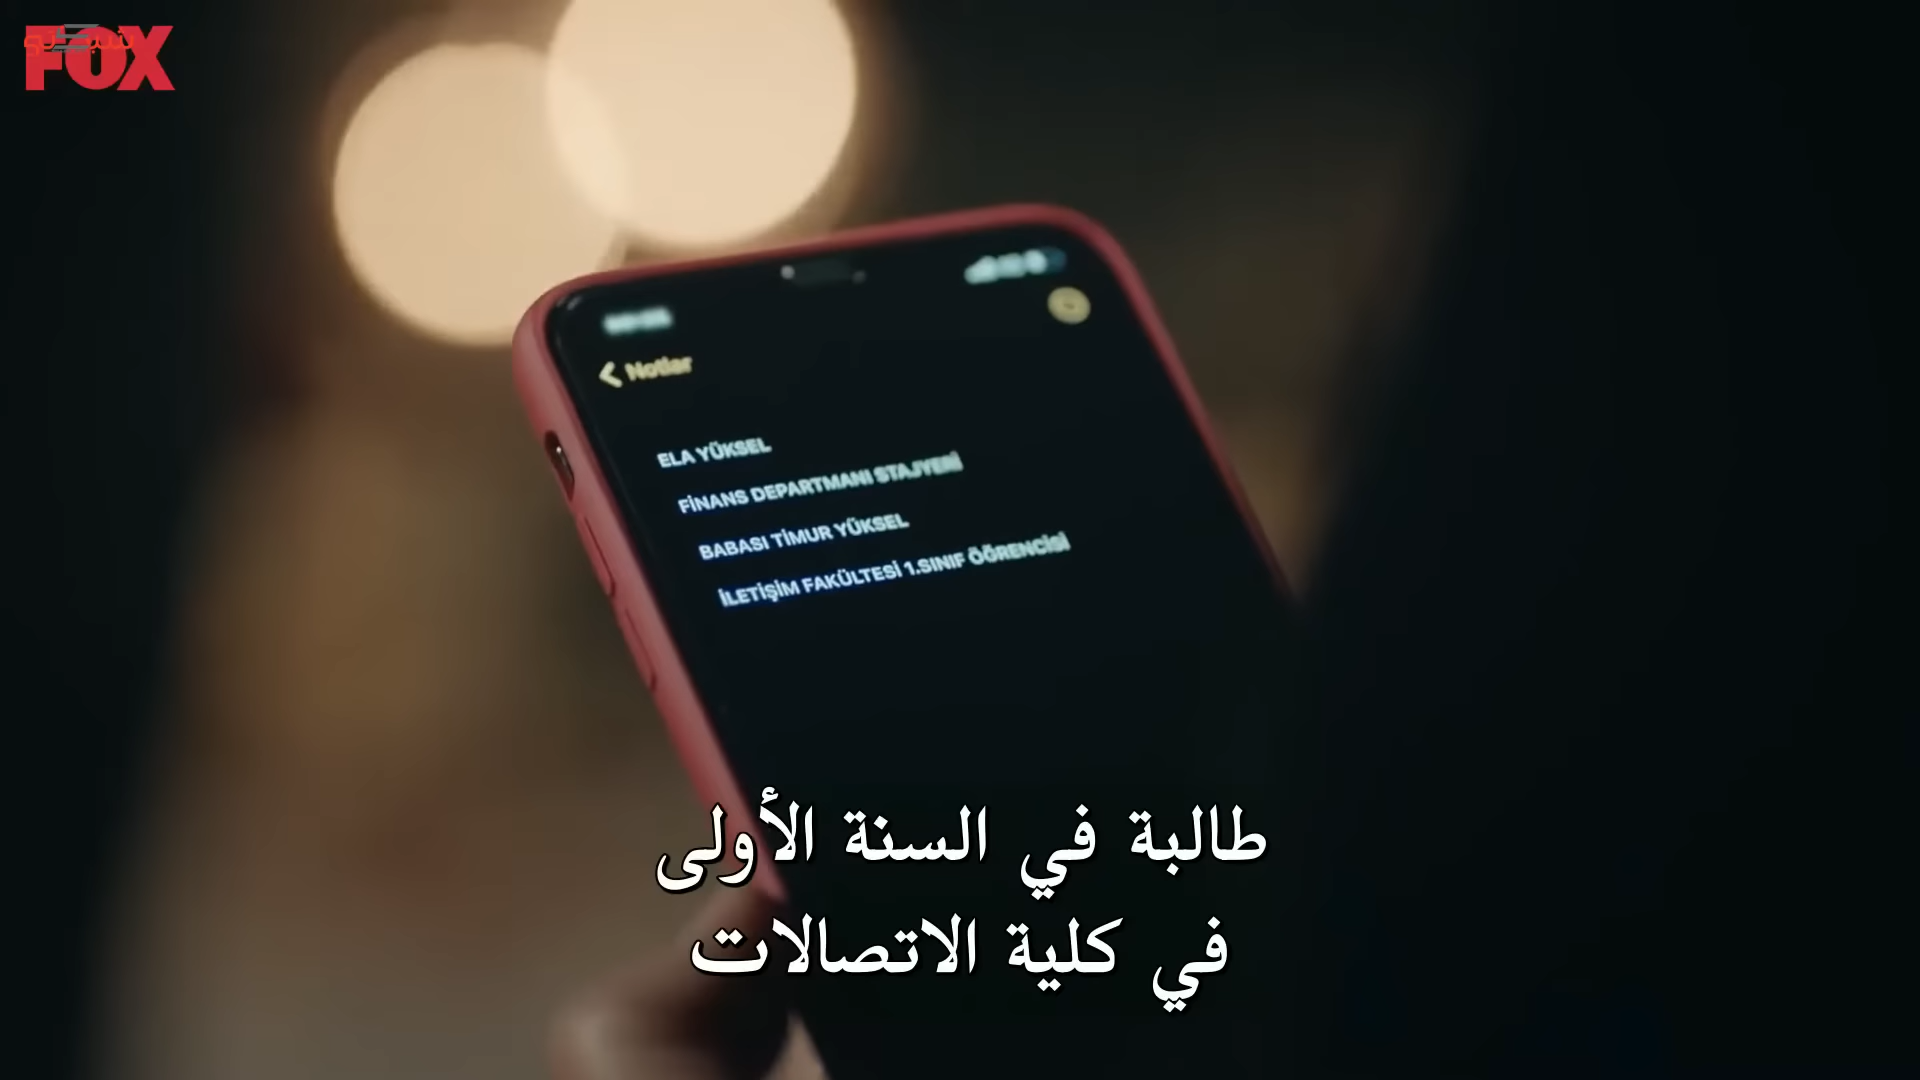 FOX
< Notlar
ELA YÜKSEL
FİNANS DEPARTMANI STAJYERİ
BABASI TİMUR YÜKSEL
İLETİŞİM FAKÜLTESİ 1.SINIF ÖĞRENCİSİ
طالبة في السنة الأولى
في كلية الاتصالات